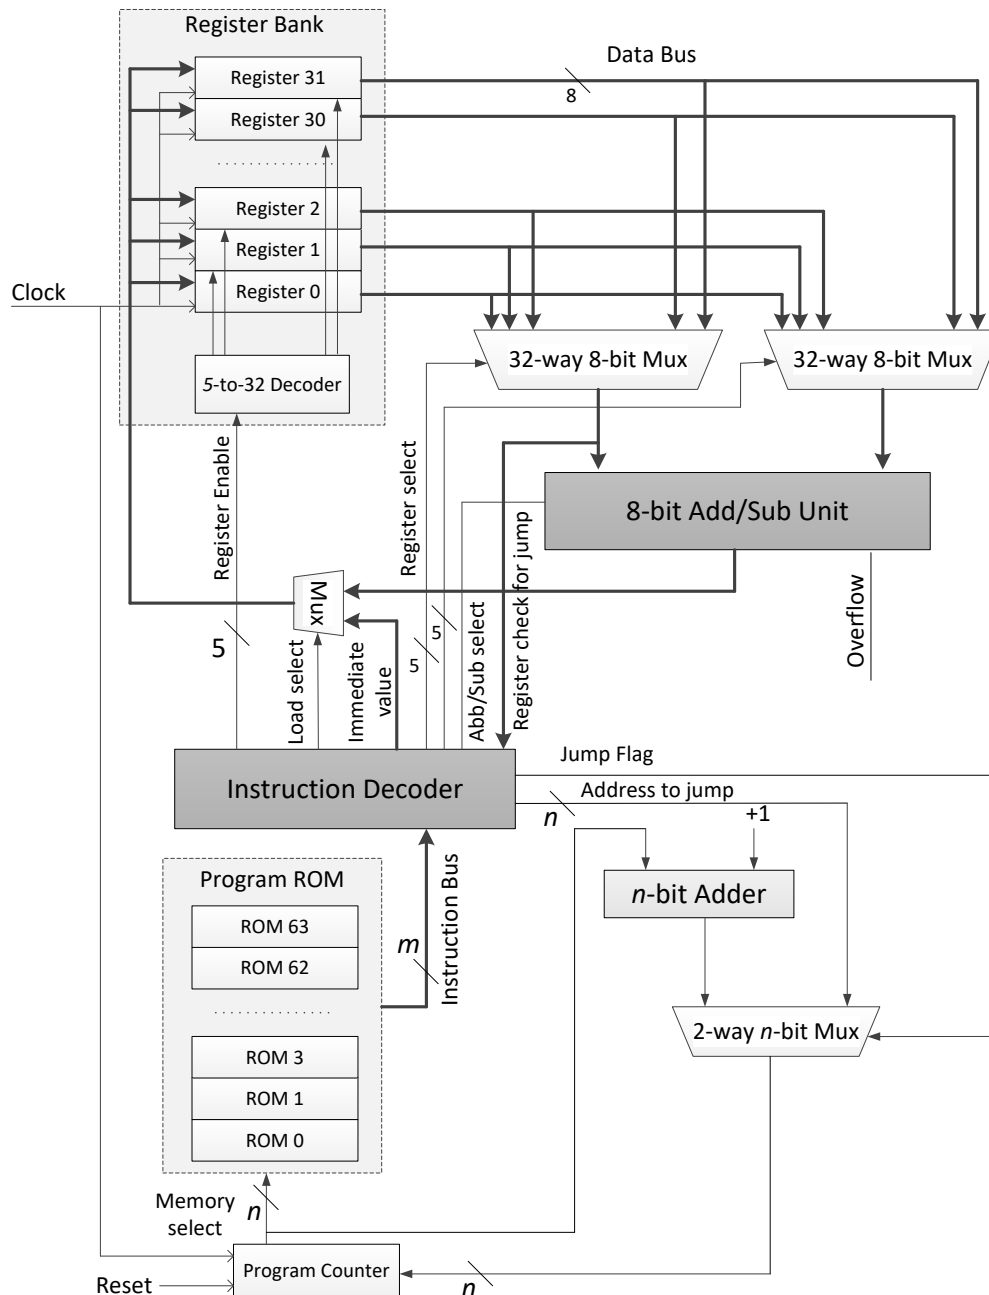 Register Bank
Data Bus
Register 31
8
Register 30
Register 2
Register 1
Clock
Register 0
32-way 8-bit Mux
32-way 8-bit Mux
5-to-32 Decoder
Register Enable
Register select
8-bit Add/Sub Unit
Register check for jump
Mux
5
5
5
Load select
Immediate
value
Abb/Sub select
Overflow
Jump Flag
Instruction Decoder
Address to jump
n
+1
Program ROM
n-bit Adder
ROM 63
m
Instruction Bus
ROM 62
2-way n-bit Mux
ROM 3
ROM 1
ROM 0
Memory
select
n
Program Counter
n
Reset